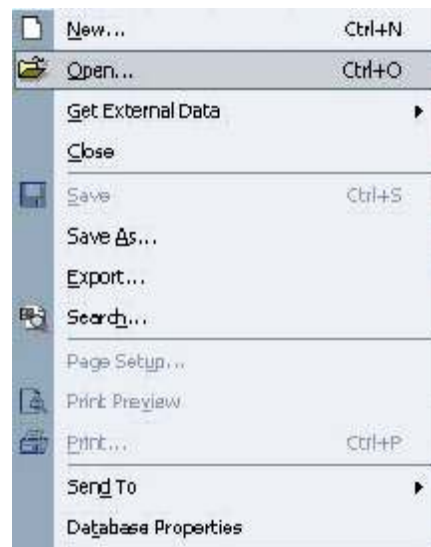 New... Ctrl+N
Open... Ctrl+O
Get External Data
Close
Save Ctrl+S
Save As...
Export...
Search...
Page Setup...
Print Preview
Print... Ctrl+P
Send To
Database Properties